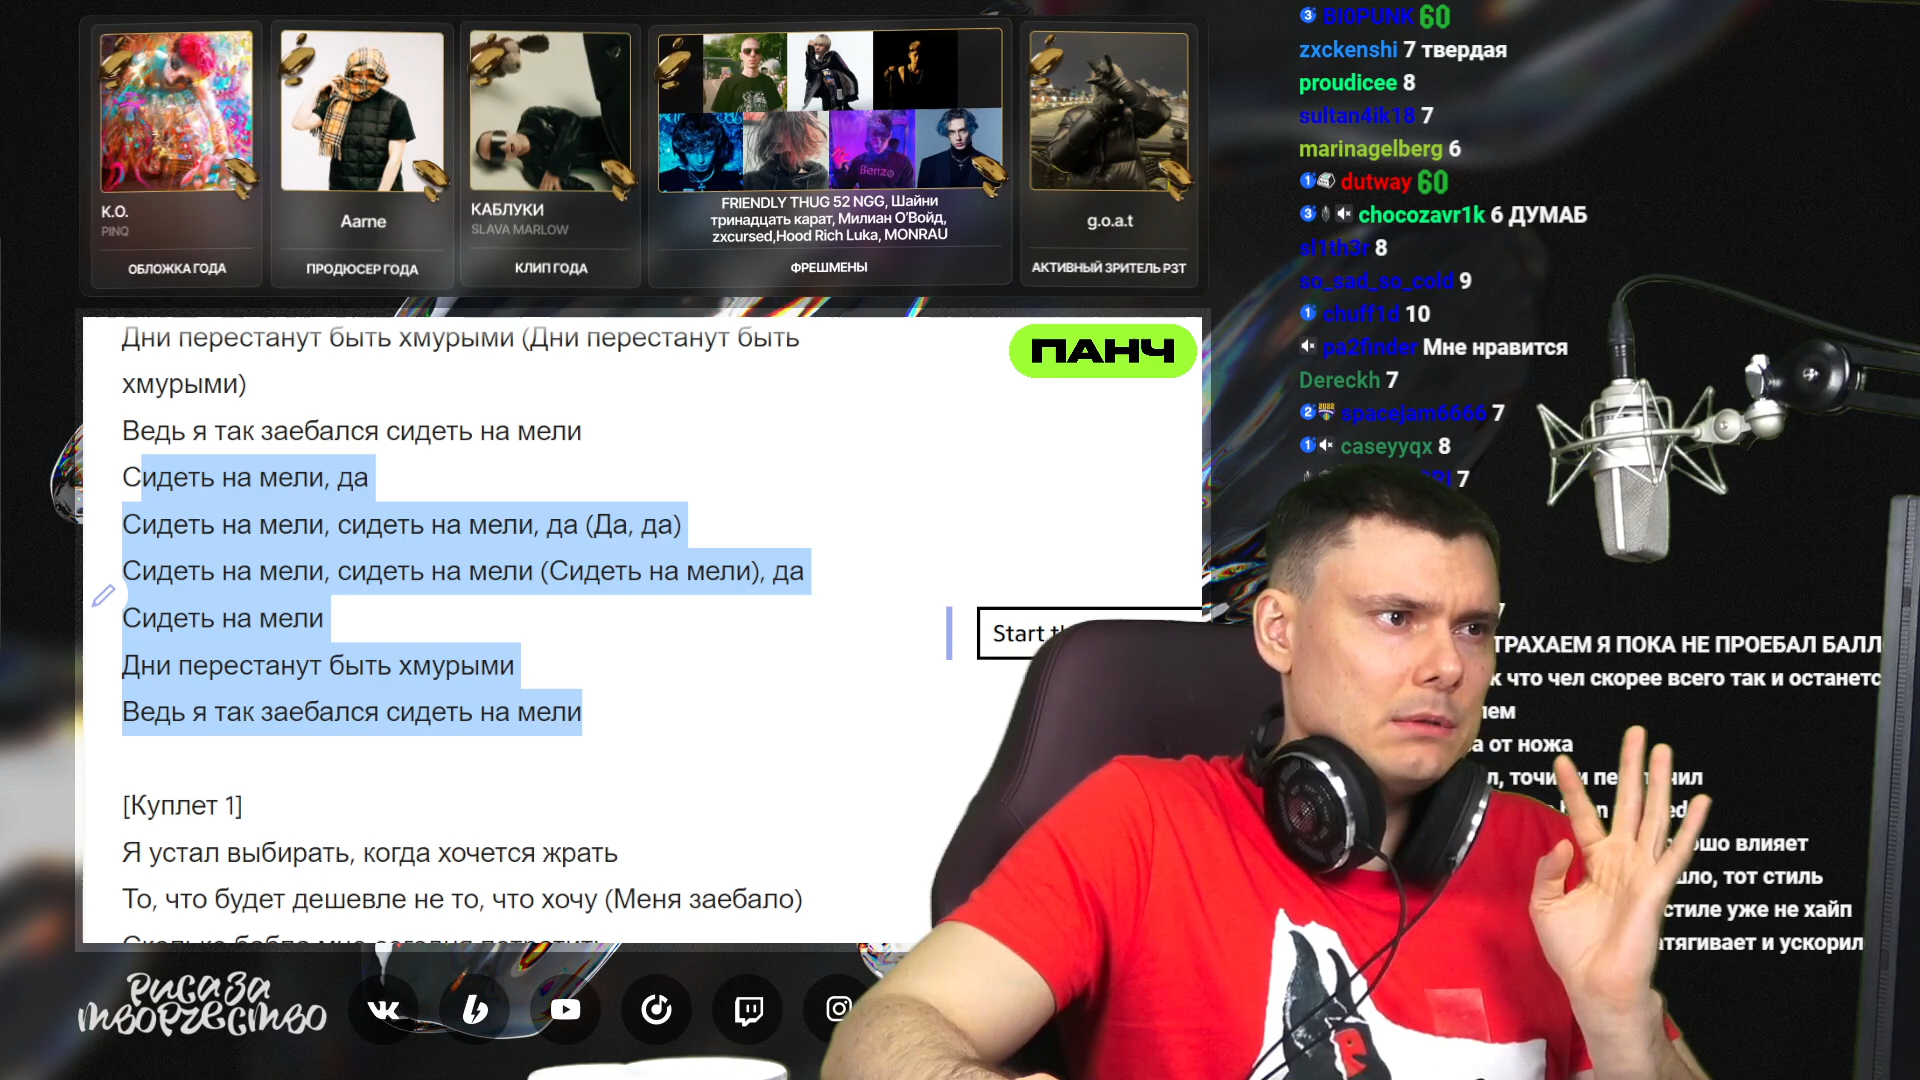 K.O.
PINQ
ОБЛОЖКА ГОДА
Aarne
ПРОДЮСЕР ГОДА
КАБЛУКИ
SLAVA MARLOW
КЛИП ГОДА
Benzo
FRIENDLY THUG 52 NGG, Шайни
тринадцать карат, Милиан О'Войд,
zxcursed,Hood Rich Luka, MONRAU
ФРЕШМЕНЫ
g.o.a.t
АКТИВНЫЙ ЗРИТЕЛЬ РЗТ
Дни перестанут быть хмурыми (Дни перестанут быть
хмурыми)
Ведь я так заебался сидеть на мели
Сидеть на мели, да
Сидеть на мели, сидеть на мели, да (Да, да)
Сидеть на мели, сидеть на мели (Сидеть на мели), да
Сидеть на мели
Дни перестанут быть хмурыми
Ведь я так заебался сидеть на мели
[Куплет 1]
Я устал выбирать, когда хочется жрать
То, что будет дешевле не то, что хочу (Меня заебало)
ПАНЧ
Start
рисазатворчество
BI0PUNK 60
zxckenshi 7 твердая
proudicee 8
sultan4ik18 7
marinagelberg 6
dutway 60
chocozavr1k 6 ДУМАБ
sl1th3r 8
so_sad_so_cold 9
chuff1d 10
pa2finder Мне нравится
Dereckh 7
spacejam6666 7
caseyyqx 8
7
ТРАХАЕМ Я ПОКА НЕ ПРОЕБАЛ БАЛЛ
к что чел скорее всего так и останетс
от ножа
влияет
тот стиль
стиле уже не хайп
и ускорил